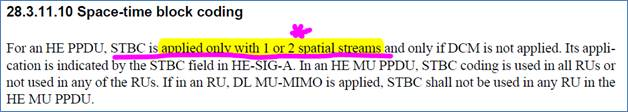 28.3.11.10 Space-time block coding
For an HE PPDU, STBC is applied only with 1 or 2 spatial streams and only if DCM is not applied. Its appli-
cation is indicated by the STBC field in HE-SIG-A. In an HE MU PPDU, STBC coding is used in all RUs or
not used in any of the RUs. If in an RU, DL MU-MIMO is applied, STBC shall not be used in any RU in the
HE MU PPDU.